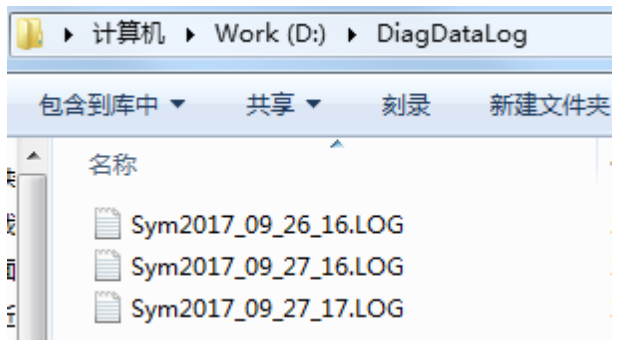 计算机 Work (D:) DiagDataLog
包含到库中 共享 刻录 新建文件夹
名称
Sym2017_09_26_16.LOG
Sym2017_09_27_16.LOG
Sym2017_09_27_17.LOG